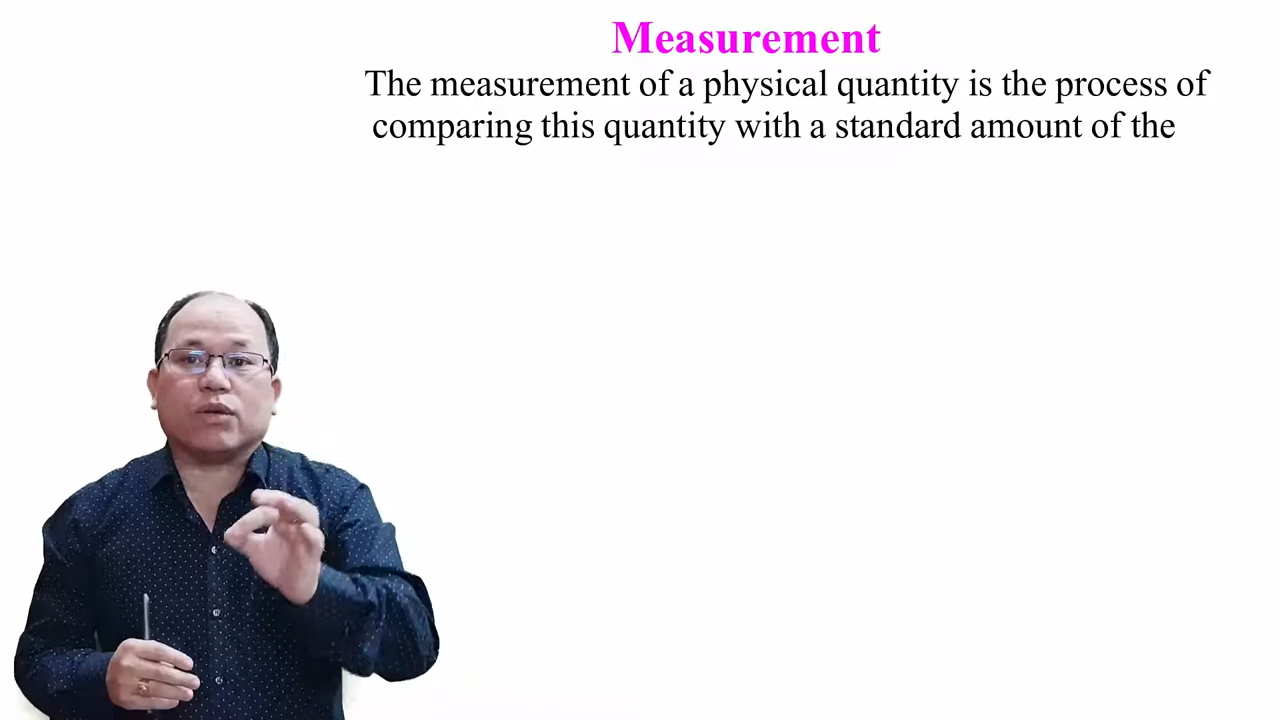 Measurement
The measurement of a physical quantity is the process of
comparing this quantity with a standard amount of the